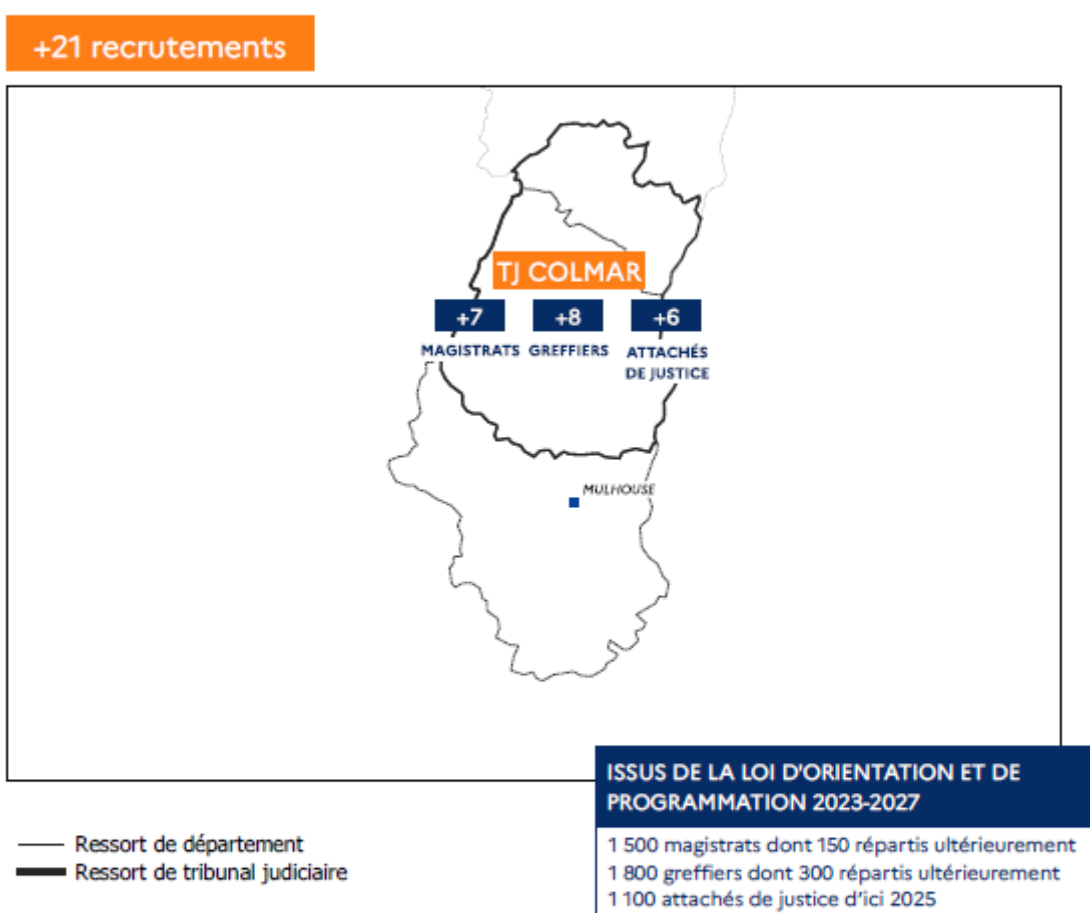 +21 recrutements
TJ COLMAR
+7
+8
+6
MAGISTRATS
GREFFIERS
ATTACHÉS
DE JUSTICE
MULHOUSE
ISSUS DE LA LOI D'ORIENTATION ET DE
PROGRAMMATION 2023-2027
1 500 magistrats dont 150 répartis ultérieurement
1 800 greffiers dont 300 répartis ultérieurement
1 100 attachés de justice d'ici 2025
Ressort de département
Ressort de tribunal judiciaire